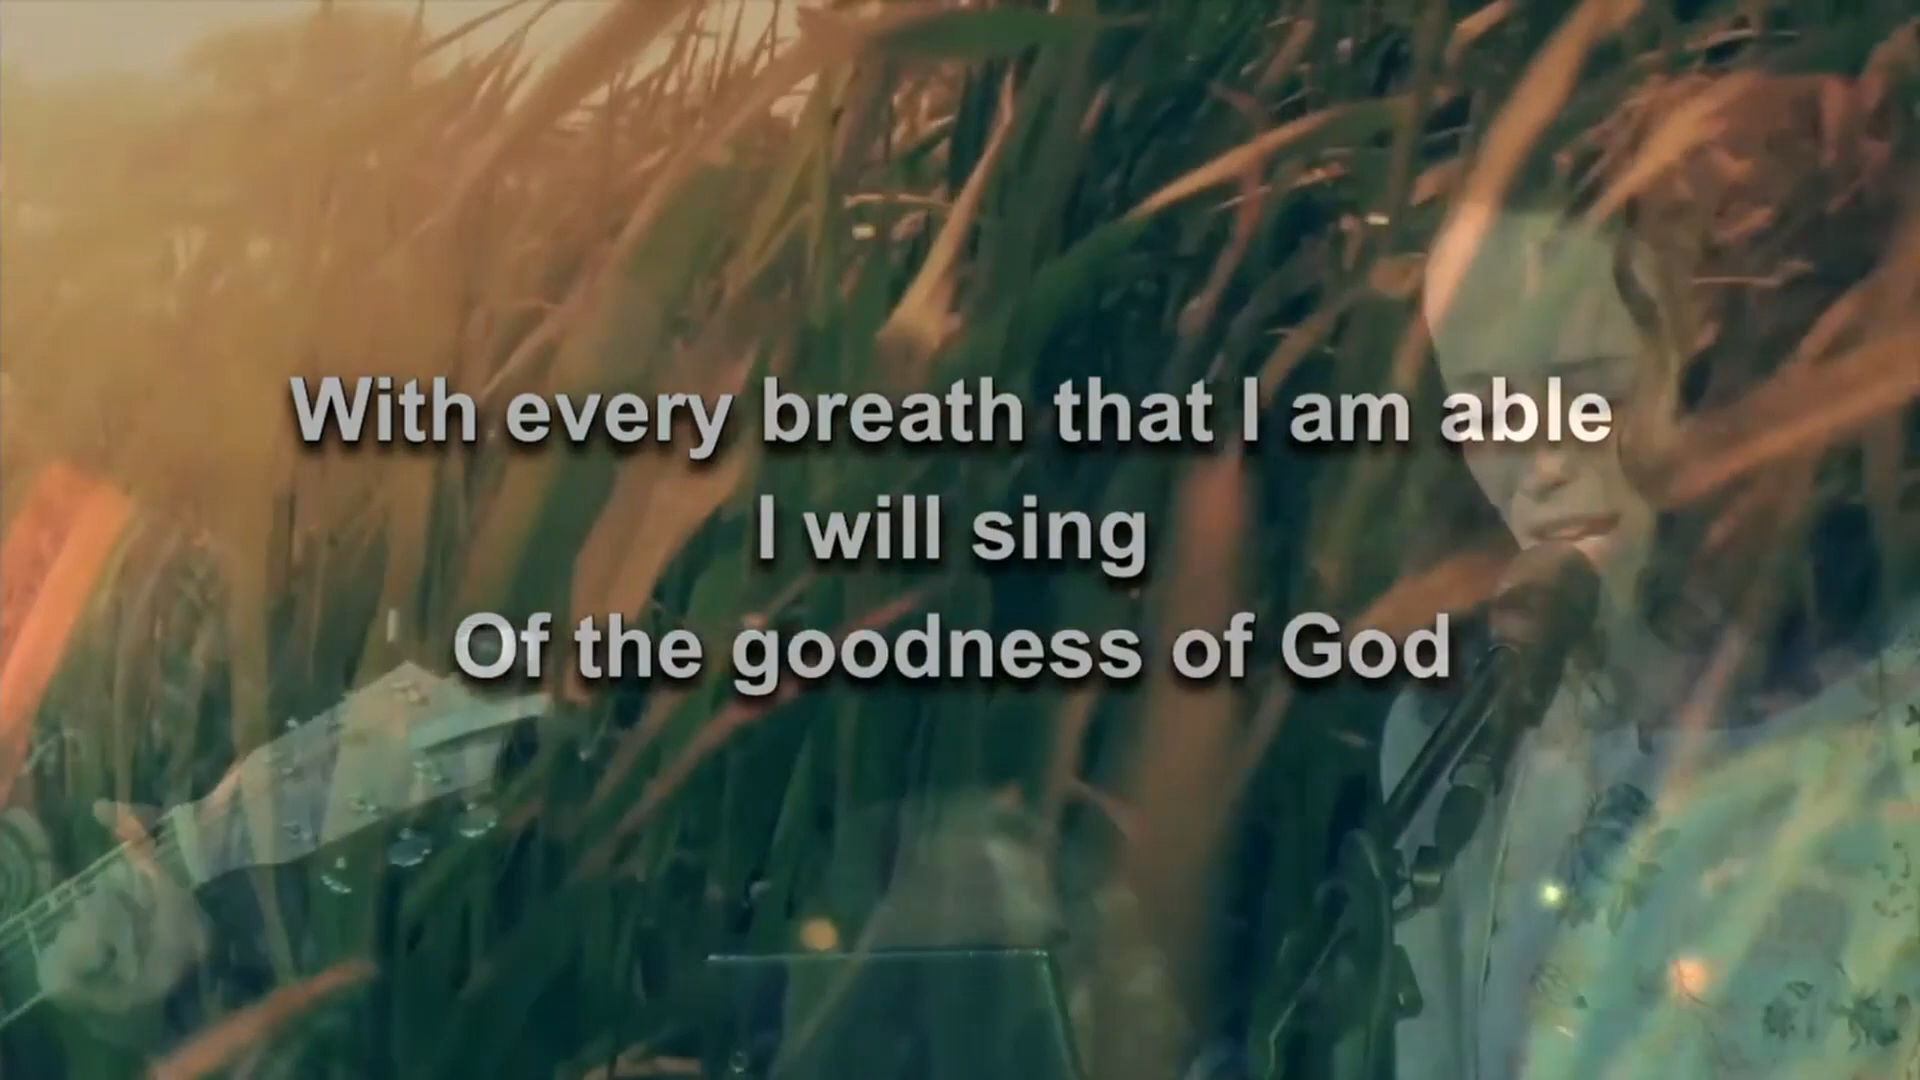 With every breath that I am able
I will sing
Of the goodness of God